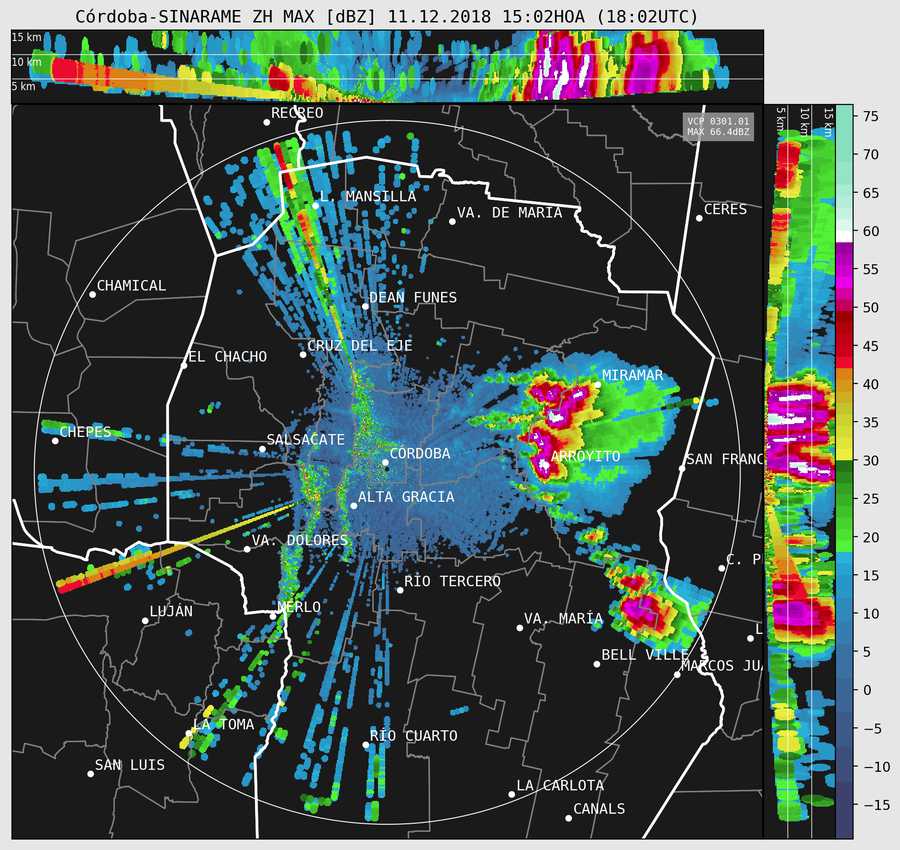 Córdoba-SINARAME ZH MAX [dBZ] 11.12.2018 15:02HOA (18:02UTC)
15 km
10 km
5 km
5 km
10 km
15 km
VCP 0301.01
MAX 66.4dBZ
RECREO
L. MANSILLA
VA. DE MARIA
CERES
CHAMICAL
DEAN FUNES
CRUZ DEL EJE
EL CHACHO
MIRAMAR
CHEPES
SALSACATE
CÓRDOBA
ARROYITO
SAN FRANC
ALTA GRACIA
VA. DOLORES
C. P
RÍO TERCERO
LUJÁN
MERLO
VA. MARÍA
L
BELL VILLE
MARCOS JUA
LA TOMA
RÍO CUARTO
SAN LUIS
LA CARLOTA
CANALS
75
70
65
60
55
50
45
40
35
30
25
20
15
10
5
0
−5
−10
−15